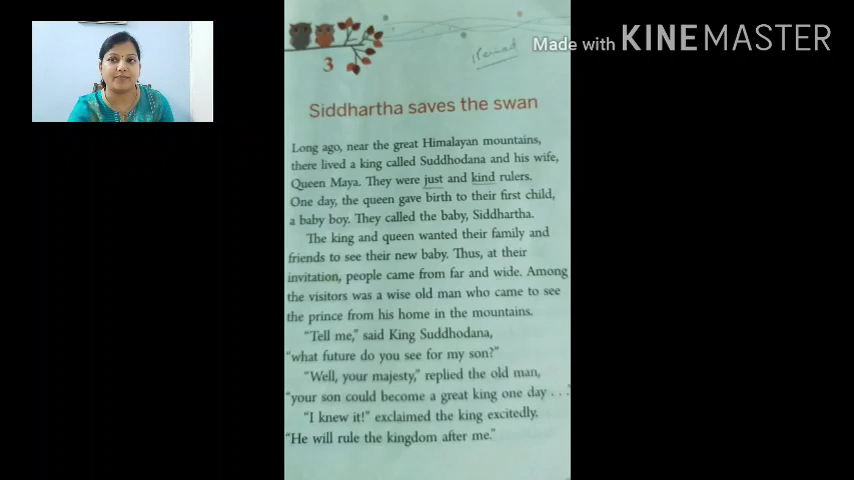 Made with KINEMASTER
3
Siddhartha saves the swan
Long ago, near the great Himalayan mountains,
there lived a king called Suddhodana and his wife,
Queen Maya. They were just and kind rulers.
One day, the queen gave birth to their first child,
a baby boy. They called the baby, Siddhartha.
The king and queen wanted their family and
friends to see their new baby. Thus, at their
invitation, people came from far and wide. Among
the visitors was a wise old man who came to see
the prince from his home in the mountains.
“Tell me,” said King Suddhodana,
“what future do you see for my son?”
“Well, your majesty,” replied the old man,
“your son could become a great king one day . . .”
“I knew it!” exclaimed the king excitedly.
“He will rule the kingdom after me.”